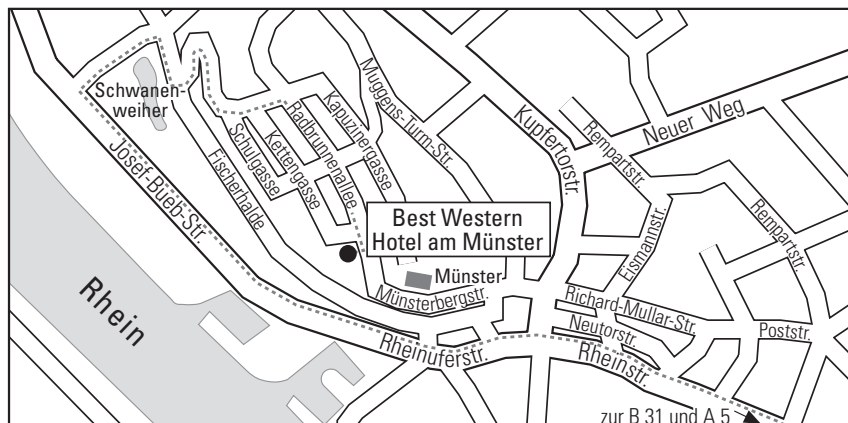 Schwanen-
weiher
Josef-Bueb-Str.
Rhein
Fischerhalde
Schulgasse
Kettengasse
Radbrunnenallee
Kapuzinergasse
Muggens-Turm-Str.
Kupfertorstr.
Rempartstr.
Neuer Weg
Rempartstr.
Eismannstr.
Best Western
Hotel am Münster
Münster
Münsterbergstr.
Richard-Mullar-Str.
Neutorstr.
Poststr.
Rheinuferstr.
Rheinstr.
zur B 31 und A 5